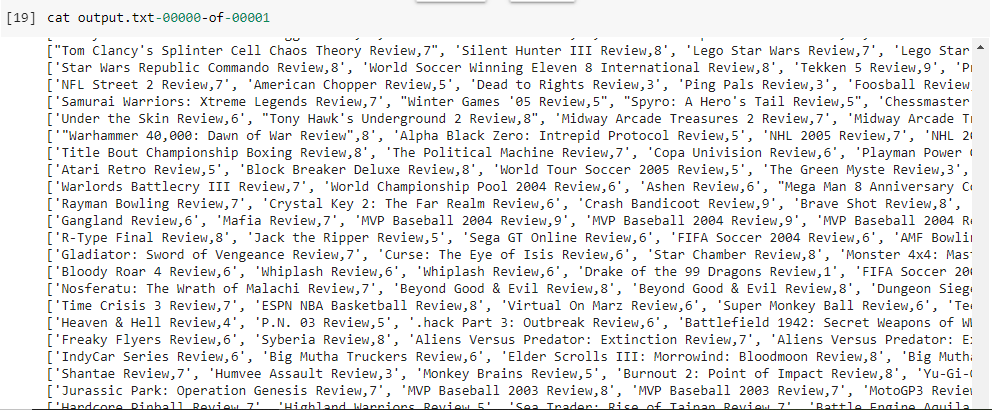 [19] cat output.txt-00000-of-00001
["Tom Clancy's Splinter Cell Chaos Theory Review,7", 'Silent Hunter III Review,8', 'Lego Star Wars Review,7', 'Lego Star
['Star Wars Republic Commando Review,8', 'World Soccer Winning Eleven 8 International Review,8', 'Tekken 5 Review,9',
['NFL Street 2 Review,7', 'American Chopper Review,5', 'Dead to Rights Review,3', 'Ping Pals Review,3', 'Foosball Review
['Samurai Warriors: Xtreme Legends Review,7', "Winter Games '05 Review,5", "Spyro: A Hero's Tail Review,5", 'Chessmaster
['Under the Skin Review,6', "Tony Hawk's Underground 2 Review,8", 'Midway Arcade Treasures 2 Review,7', 'Midway Arcade
['"Warhammer 40,000: Dawn of War Review",8', 'Alpha Black Zero: Intrepid Protocol Review,5', 'NHL 2005 Review,7', 'NHL
['Title Bout Championship Boxing Review,8', 'The Political Machine Review,7', 'Copa Univision Review,6', 'Playman Power
['Atari Retro Review,5', 'Block Breaker Deluxe Review,8', 'World Tour Soccer 2005 Review,5', 'The Green Myste Review,3',
['Warlords Battlecry III Review,7', 'World Championship Pool 2004 Review,6', 'Ashen Review,6', "Mega Man 8 Anniversary
['Rayman Bowling Review,7', 'Crystal Key 2: The Far Realm Review,6', 'Crash Bandicoot Review,9', 'Brave Shot Review,8',
['Gangland Review,6', 'Mafia Review,7', 'MVP Baseball 2004 Review,9', 'MVP Baseball 2004 Review,9', 'MVP Baseball 2004
['R-Type Final Review,8', 'Jack the Ripper Review,5', 'Sega GT Online Review,6', 'FIFA Soccer 2004 Review,6', 'AMF
['Gladiator: Sword of Vengeance Review,7', 'Curse: The Eye of Isis Review,6', 'Star Chamber Review,8', 'Monster 4x4:
['Bloody Roar 4 Review,6', 'Whiplash Review,6', 'Whiplash Review,6', 'Drake of the 99 Dragons Review,1', 'FIFA Soccer
['Nosferatu: The Wrath of Malachi Review,7', 'Beyond Good & Evil Review,8', 'Beyond Good & Evil Review,8', 'Dungeon
['Time Crisis 3 Review,7', 'ESPN NBA Basketball Review,8', 'Virtual On Marz Review,6', 'Super Monkey Ball Review,6',
['Heaven & Hell Review,4', 'P.N. 03 Review,5', '.hack Part 3: Outbreak Review,6', 'Battlefield 1942: Secret Weapons of
['Freaky Flyers Review,6', 'Syberia Review,8', 'Aliens Versus Predator: Extinction Review,7', 'Aliens Versus Predator:
['IndyCar Series Review,6', 'Big Mutha Truckers Review,6', 'Elder Scrolls III: Morrowind: Bloodmoon Review,8', 'Big
['Shantae Review,7', 'Humvee Assault Review,3', 'Monkey Brains Review,5', 'Burnout 2: Point of Impact Review,8',
['Jurassic Park: Operation Genesis Review,7', 'MVP Baseball 2003 Review,8', 'MVP Baseball 2003 Review,7', 'MotoGP3
['Hardcore Pinball Review,7', 'Highland Warriors Review,5', 'Sea Trader: Rise of Taipan Review,7', 'Battle Engine Aquila